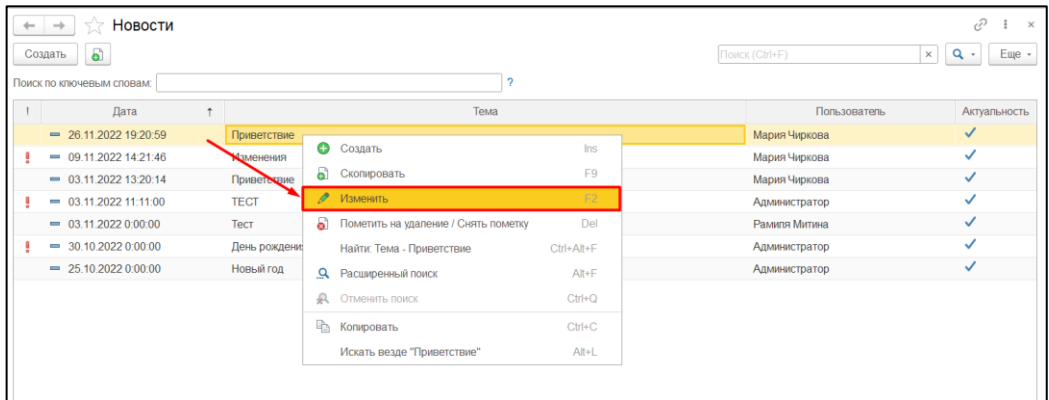 Новости
Создать Поиск (Ctrl+F) × Еще
Поиск по ключевым словам: ?
! Дата ↑ Тема Пользователь Актуальность
26.11.2022 19:20:59 Приветствие Мария Чиркова
09.11.2022 14:21:46 Изменения Мария Чиркова
03.11.2022 13:20:14 Приветствие Мария Чиркова
03.11.2022 11:11:00 ТЕСТ Администратор
03.11.2022 0:00:00 Тест Рамиля Митина
30.10.2022 0:00:00 День рождения Администратор
25.10.2022 0:00:00 Новый год Администратор
Создать Ins
Скопировать F9
Изменить F2
Пометить на удаление / Снять пометку Del
Найти: Тема - Приветствие Ctrl+Alt+F
Расширенный поиск Alt+F
Отменить поиск Ctrl+Q
Копировать Ctrl+C
Искать везде "Приветствие" Alt+L